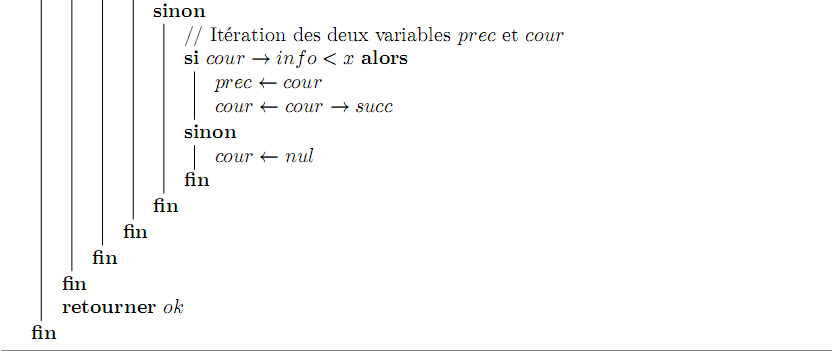 sinon
// Itération des deux variables prec et cour
si cour → info < x alors
prec ← cour
cour ← cour → succ
sinon
cour ← nul
fin
fin
fin
fin
fin
retourner ok
fin